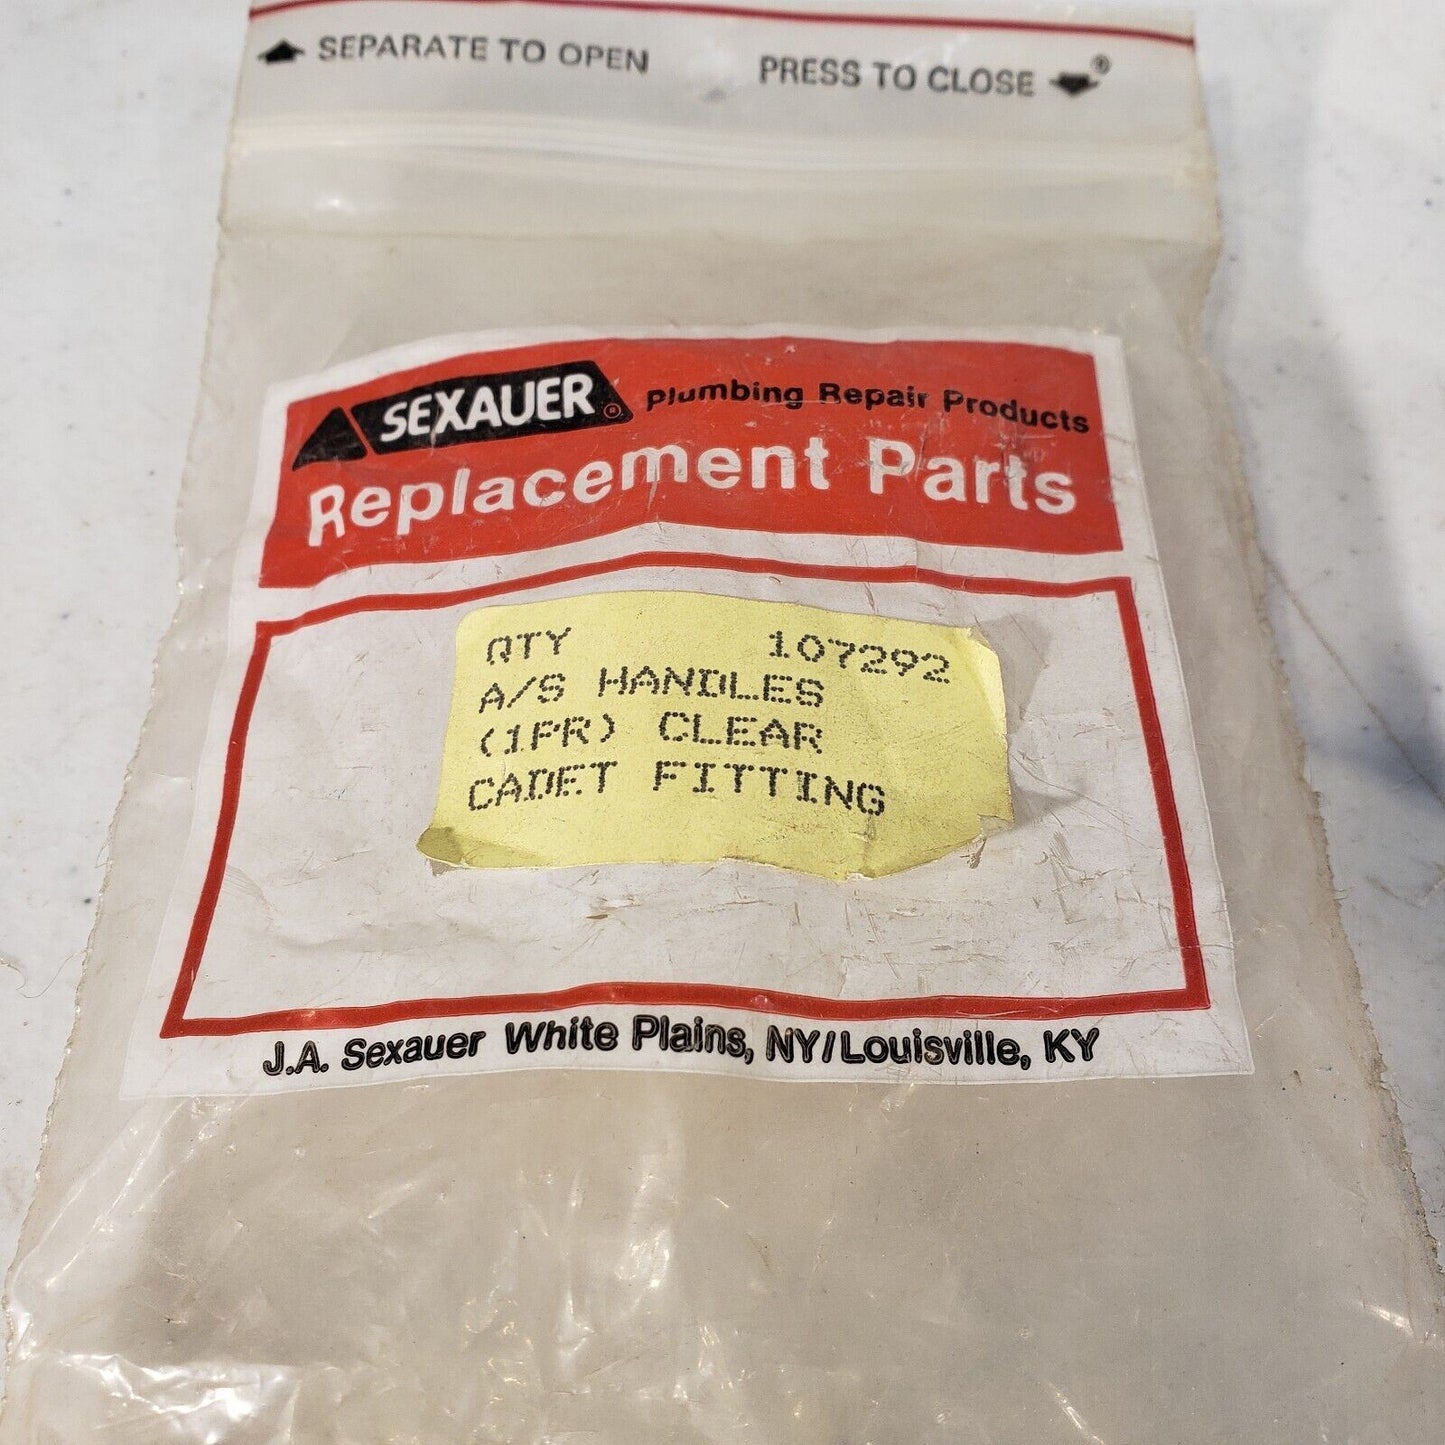 SEPARATE TO OPEN PRESS TO CLOSE ®
SEXAUER ® Plumbing Repair Products
Replacement Parts
QTY 107292
A/S HANDLES
(1PR) CLEAR
CADET FITTING
J.A. Sexauer White Plains, NY/Louisville, KY